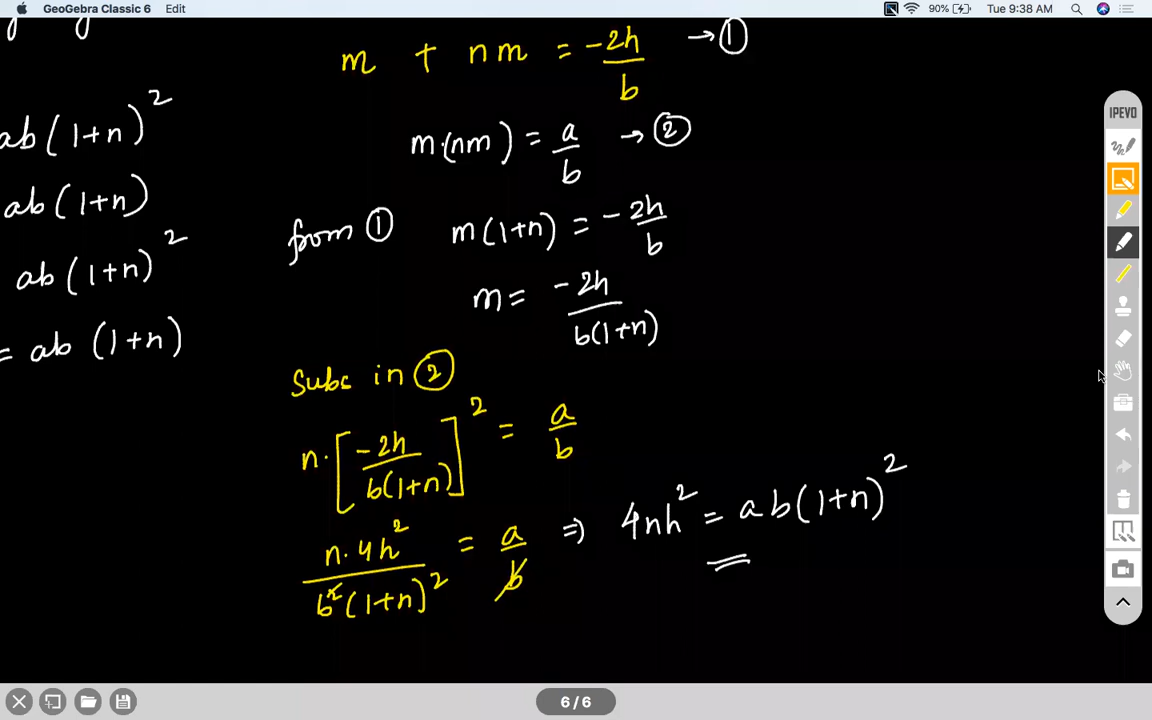 GeoGebra Classic 6 Edit 90% Tue 9:38 AM
m + nm = -2h/b → ①
ab(1+n)²
m·(nm) = a/b → ②
ab(1+n)
from ① m(1+n) = -2h/b
ab(1+n)²
m = -2h/b(1+n)
= ab (1+n)
Subs in ②
n·[-2h/b(1+n)]² = a/b
n·4h²/b²(1+n)² = a/b ⇒ 4nh² = ab(1+n)²
IPEVO
6/6